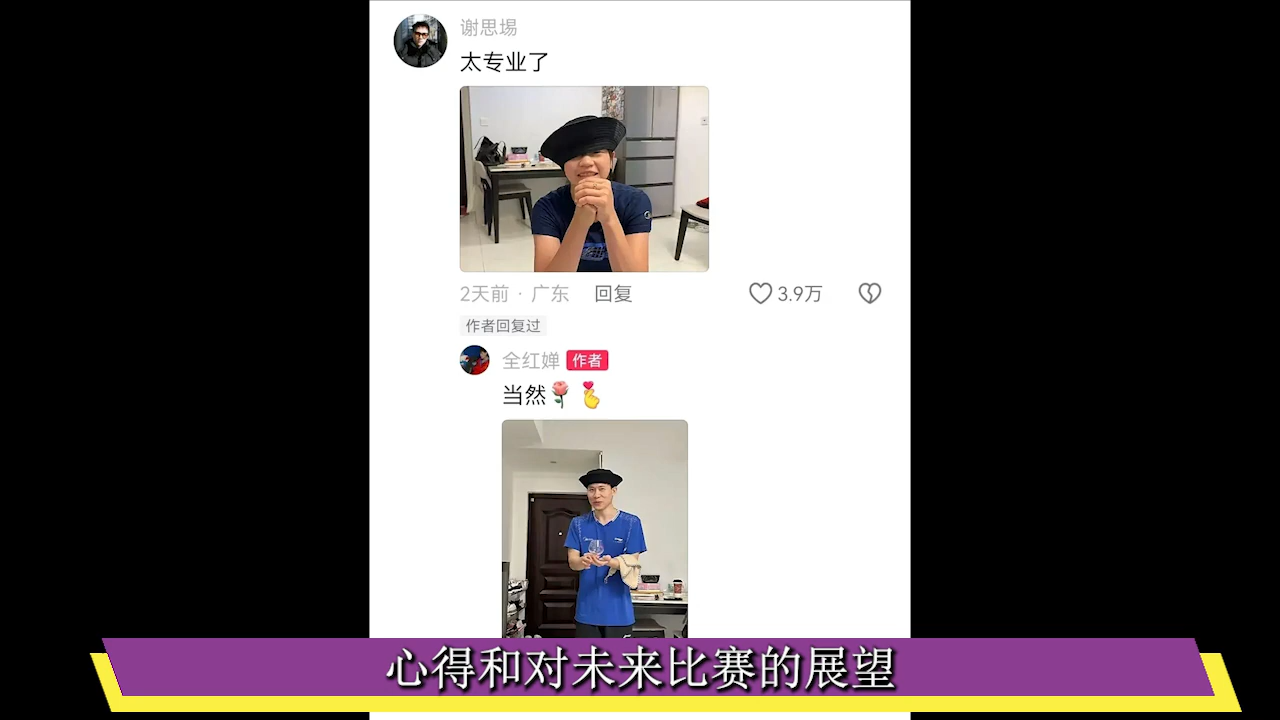 谢思埸
太专业了
2天前 · 广东 回复 3.9万
作者回复过
全红婵 作者
当然🌹🫰
心得和对未来比赛的展望